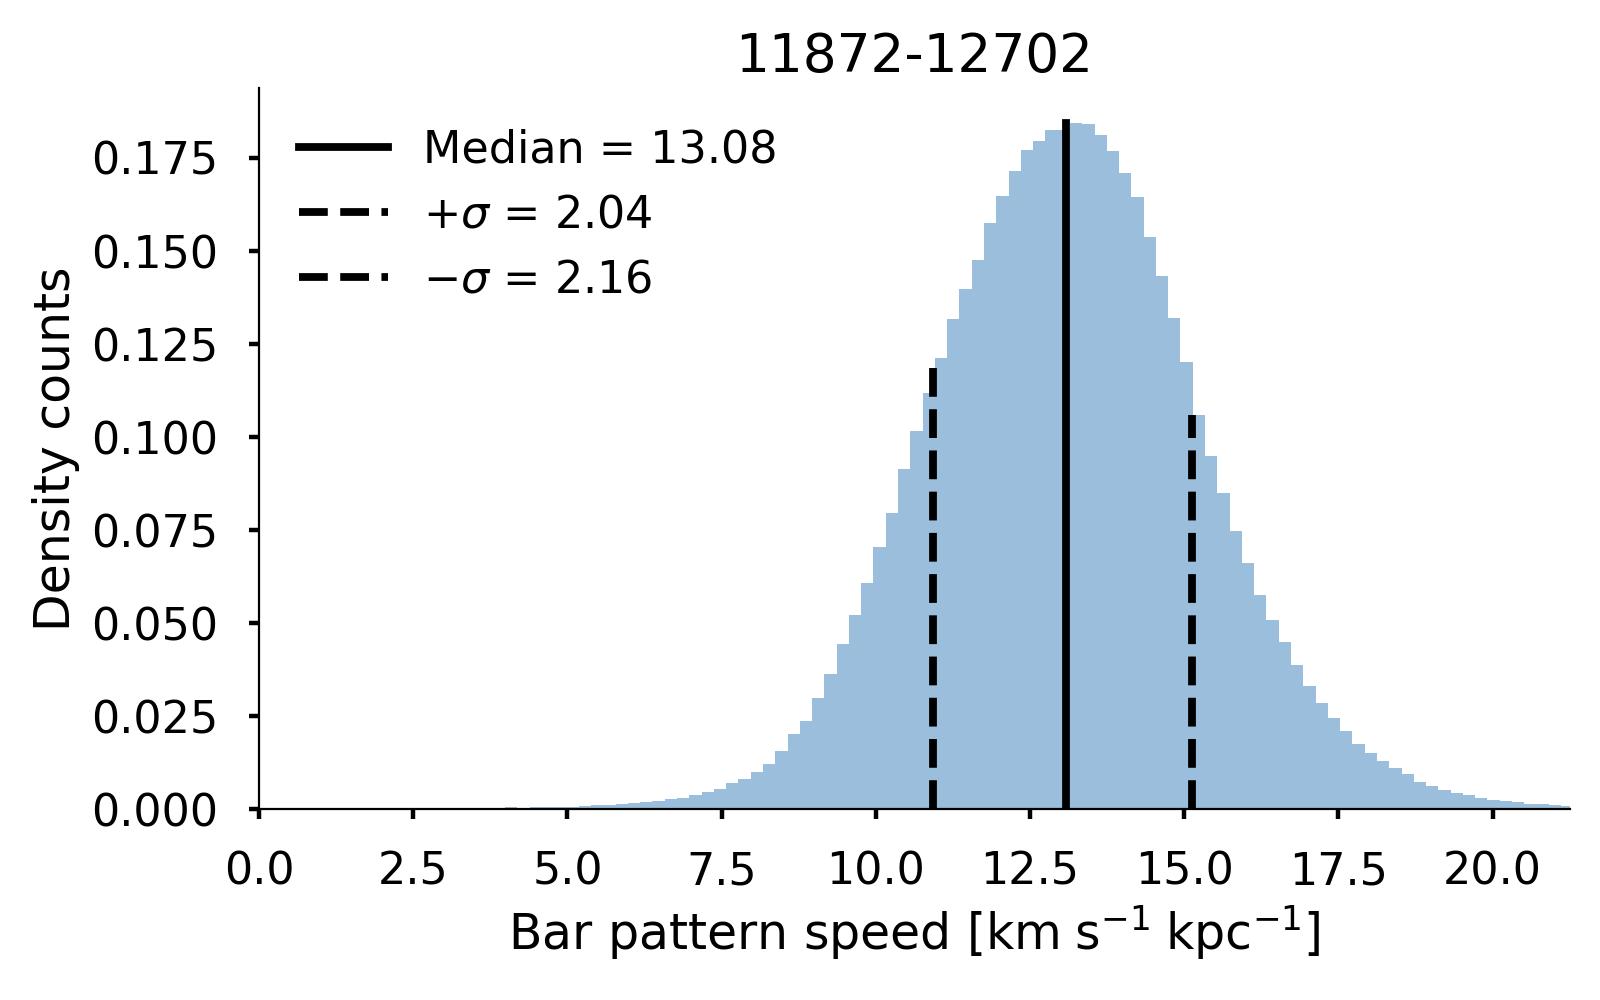 11872-12702
Median = 13.08
+σ = 2.04
−σ = 2.16
Density counts
0.175
0.150
0.125
0.100
0.075
0.050
0.025
0.000
0.0 2.5 5.0 7.5 10.0 12.5 15.0 17.5 20.0
Bar pattern speed [km s⁻¹ kpc⁻¹]